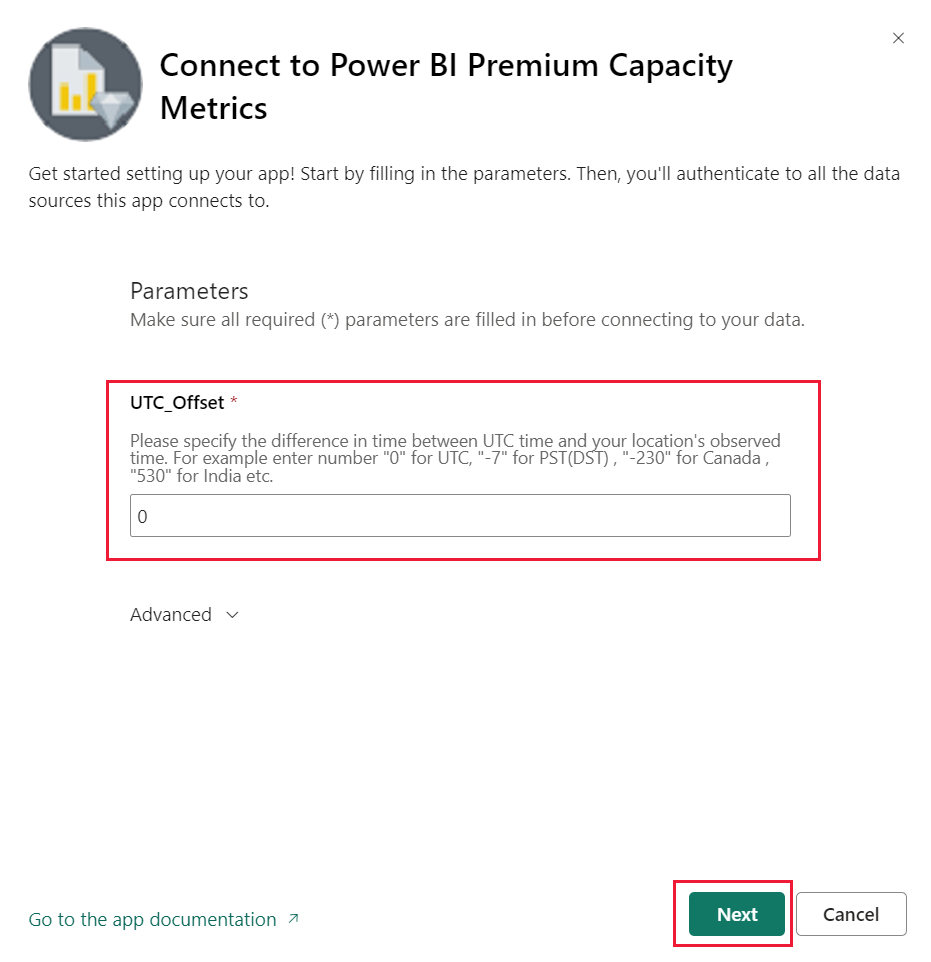 Connect to Power BI Premium Capacity
Metrics
Get started setting up your app! Start by filling in the parameters. Then, you'll authenticate to all the data
sources this app connects to.
Parameters
Make sure all required (*) parameters are filled in before connecting to your data.
UTC_Offset *
Please specify the difference in time between UTC time and your location's observed
time. For example enter number "0" for UTC, "-7" for PST(DST) , "-230" for Canada ,
"530" for India etc.
0
Advanced
Go to the app documentation
Next
Cancel